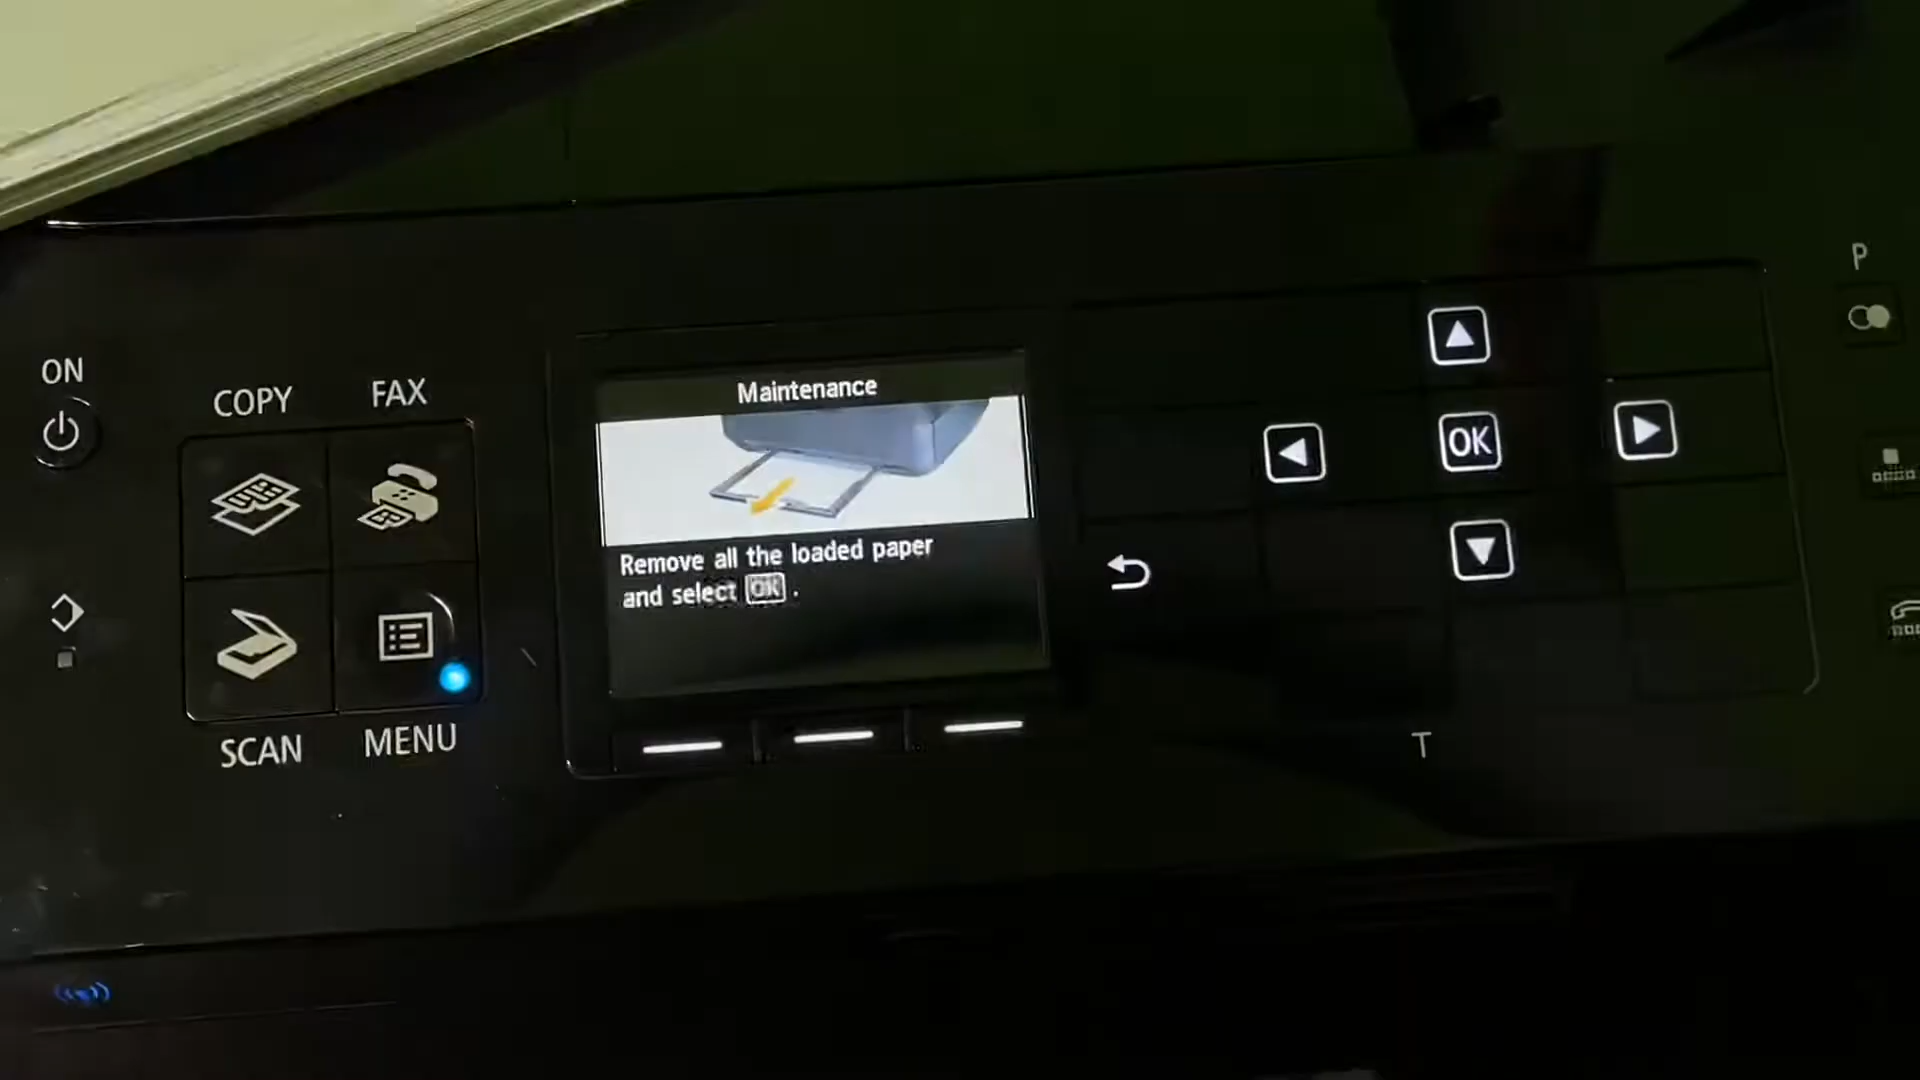 P
ON
COPY
FAX
Maintenance
OK
Remove all the loaded paper
and select OK .
SCAN
MENU
T